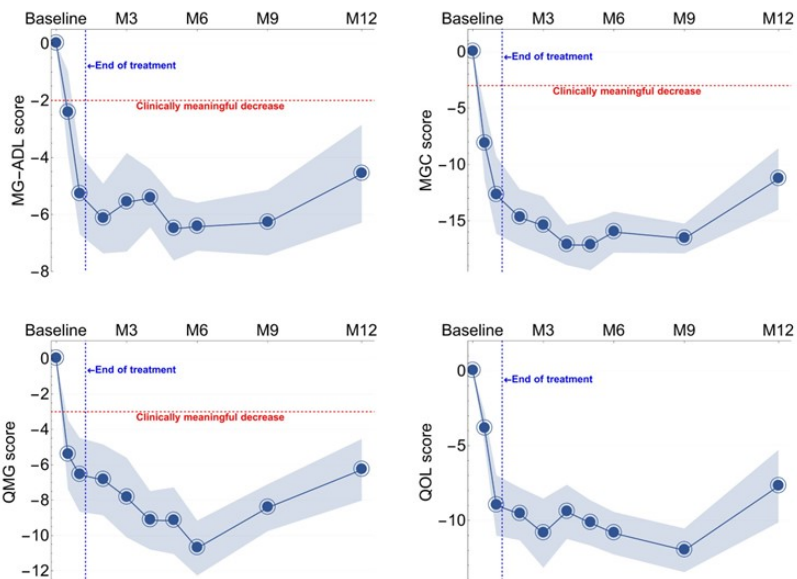 Baseline M3 M6 M9 M12
0
←End of treatment
−2
Clinically meaningful decrease
−4
−6
−8
MG−ADL score
Baseline M3 M6 M9 M12
0
←End of treatment
Clinically meaningful decrease
−5
−10
−15
MGC score
Baseline M3 M6 M9 M12
0
←End of treatment
−2
Clinically meaningful decrease
−4
−6
−8
−10
−12
QMG score
Baseline M3 M6 M9 M12
0
←End of treatment
−5
−10
QOL score